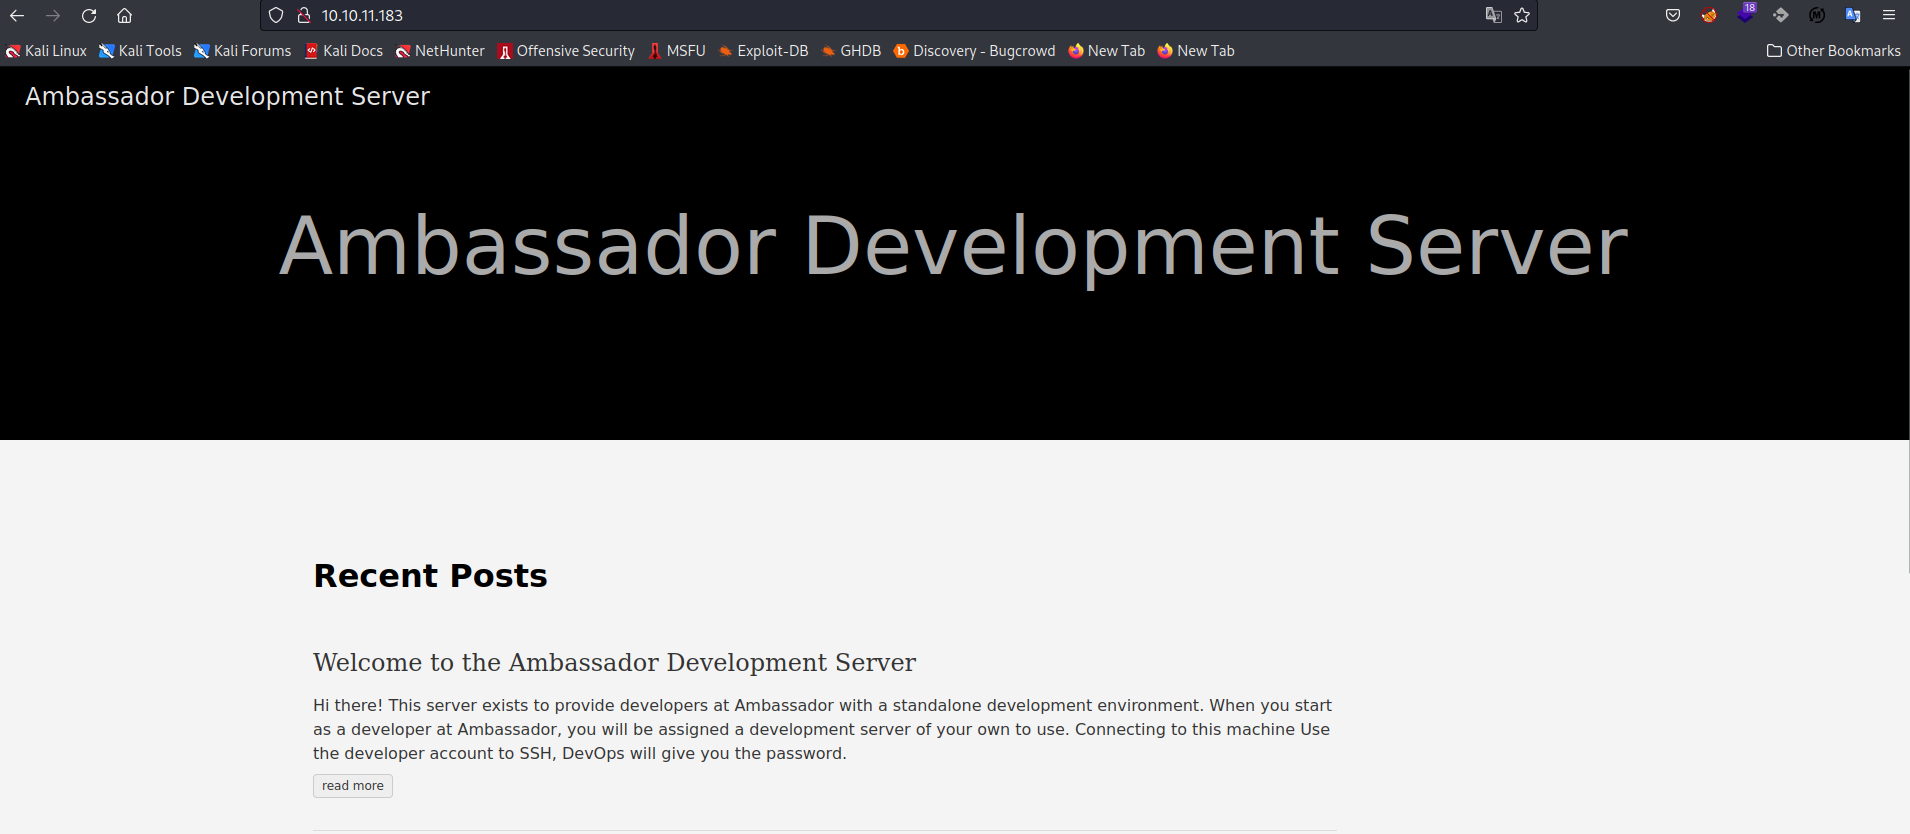 10.10.11.183
18
Kali Linux Kali Tools Kali Forums Kali Docs NetHunter Offensive Security MSFU Exploit-DB GHDB Discovery - Bugcrowd New Tab New Tab Other Bookmarks
Ambassador Development Server
Ambassador Development Server
Recent Posts
Welcome to the Ambassador Development Server
Hi there! This server exists to provide developers at Ambassador with a standalone development environment. When you start
as a developer at Ambassador, you will be assigned a development server of your own to use. Connecting to this machine Use
the developer account to SSH, DevOps will give you the password.
read more